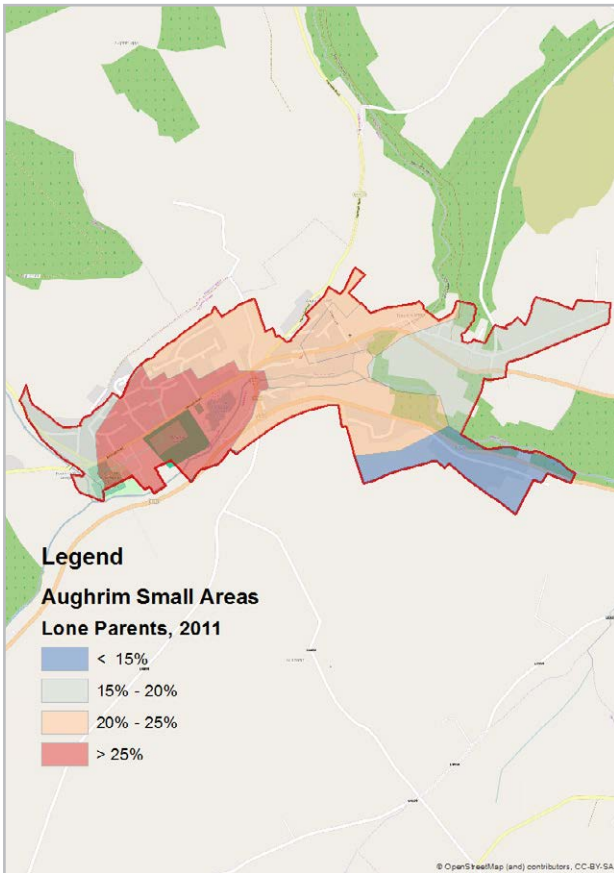 Legend
Aughrim Small Areas
Lone Parents, 2011
< 15%
15% - 20%
20% - 25%
> 25%
© OpenStreetMap (and) contributors, CC-BY-SA